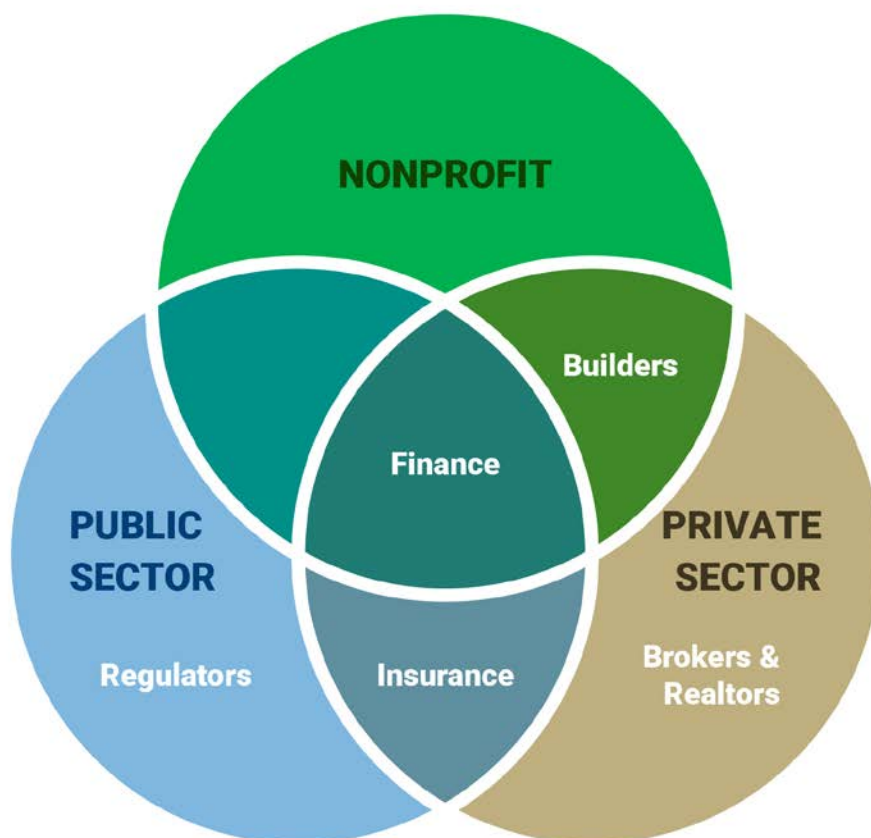 NONPROFIT
Builders
Finance
PUBLIC
SECTOR
PRIVATE
SECTOR
Regulators
Insurance
Brokers &
Realtors